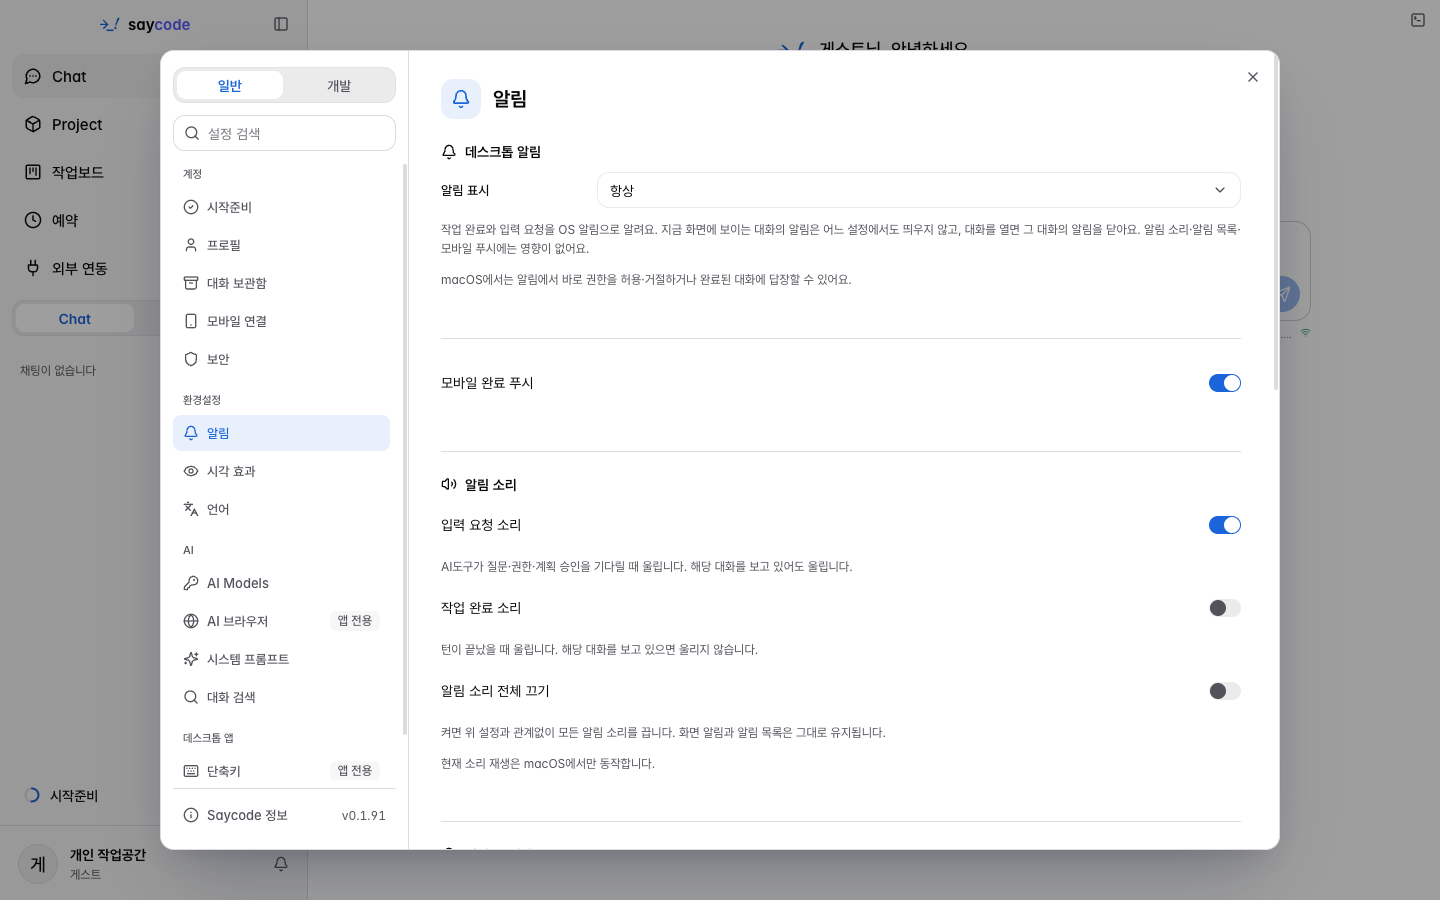 saycode
Chat
Project
작업보드
예약
외부 연동
Chat
채팅이 없습니다
시작준비
개인 작업공간
게스트
게
게스트님, 안녕하세요
일반
개발
설정 검색
계정
시작준비
프로필
대화 보관함
모바일 연결
보안
환경설정
알림
시각 효과
언어
AI
AI Models
AI 브라우저
앱 전용
시스템 프롬프트
대화 검색
데스크톱 앱
단축키
앱 전용
Saycode 정보
v0.1.91
알림
데스크톱 알림
알림 표시
항상
작업 완료와 입력 요청을 OS 알림으로 알려요. 지금 화면에 보이는 대화의 알림은 어느 설정에서도 띄우지 않고, 대화를 열면 그 대화의 알림을 닫아요. 알림 소리·알림 목록·
모바일 푸시에는 영향이 없어요.
macOS에서는 알림에서 바로 권한을 허용·거절하거나 완료된 대화에 답장할 수 있어요.
모바일 완료 푸시
알림 소리
입력 요청 소리
AI도구가 질문·권한·계획 승인을 기다릴 때 울립니다. 해당 대화를 보고 있어도 울립니다.
작업 완료 소리
턴이 끝났을 때 울립니다. 해당 대화를 보고 있으면 울리지 않습니다.
알림 소리 전체 끄기
켜면 위 설정과 관계없이 모든 알림 소리를 끕니다. 화면 알림과 알림 목록은 그대로 유지됩니다.
현재 소리 재생은 macOS에서만 동작합니다.